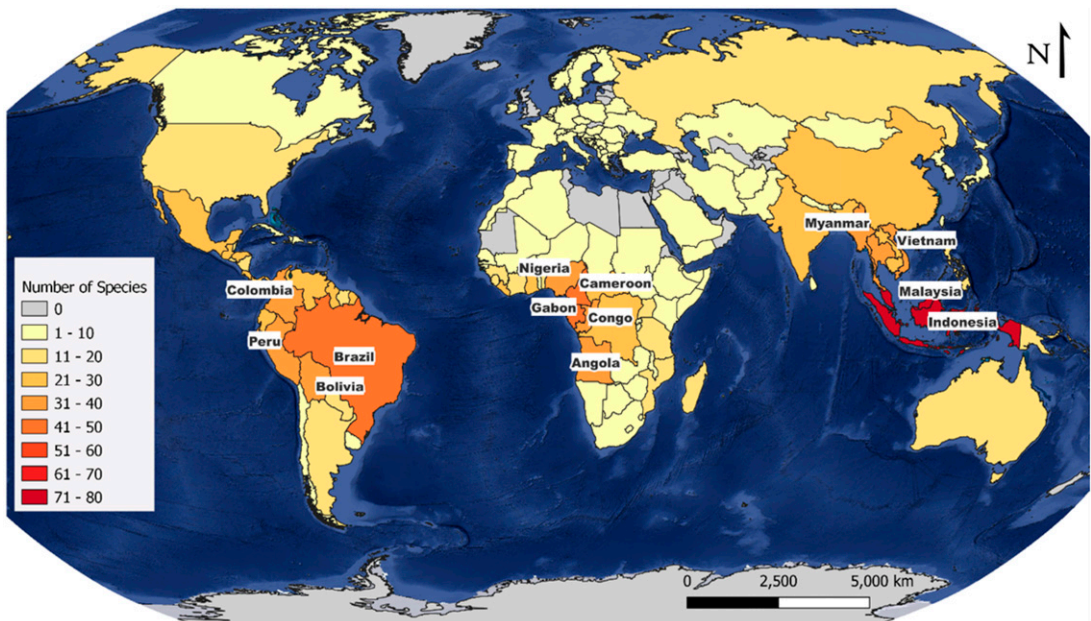 N
Myanmar
Vietnam
Nigeria
Cameroon
Number of Species
0
1 - 10
11 - 20
21 - 30
31 - 40
41 - 50
51 - 60
61 - 70
71 - 80
Colombia
Malaysia
Gabon
Congo
Indonesia
Peru
Brazil
Angola
Bolivia
0 2,500 5,000 km